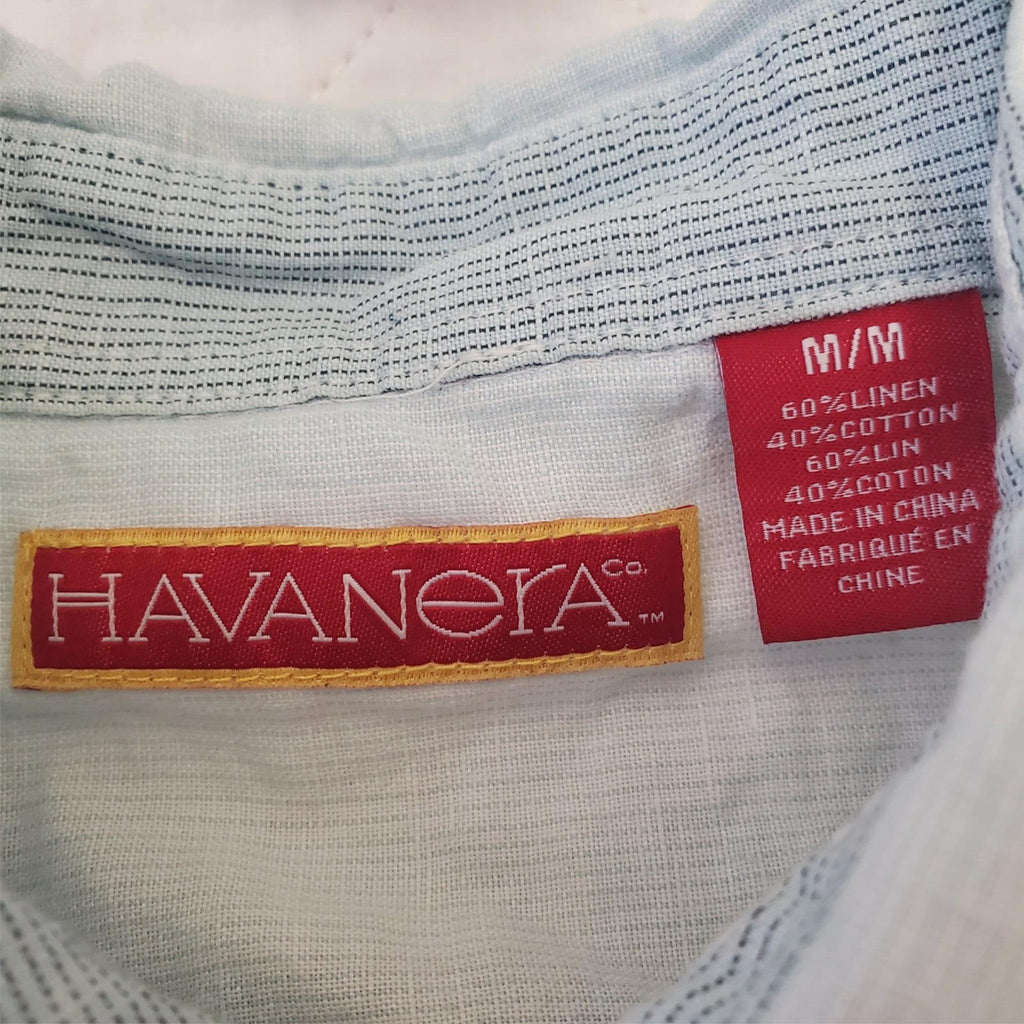 HAVANerA Co. ™
M/M
60%LINEN
40%COTTON
60%LIN
40%COTON
MADE IN CHINA
FABRIQUÉ EN
CHINE